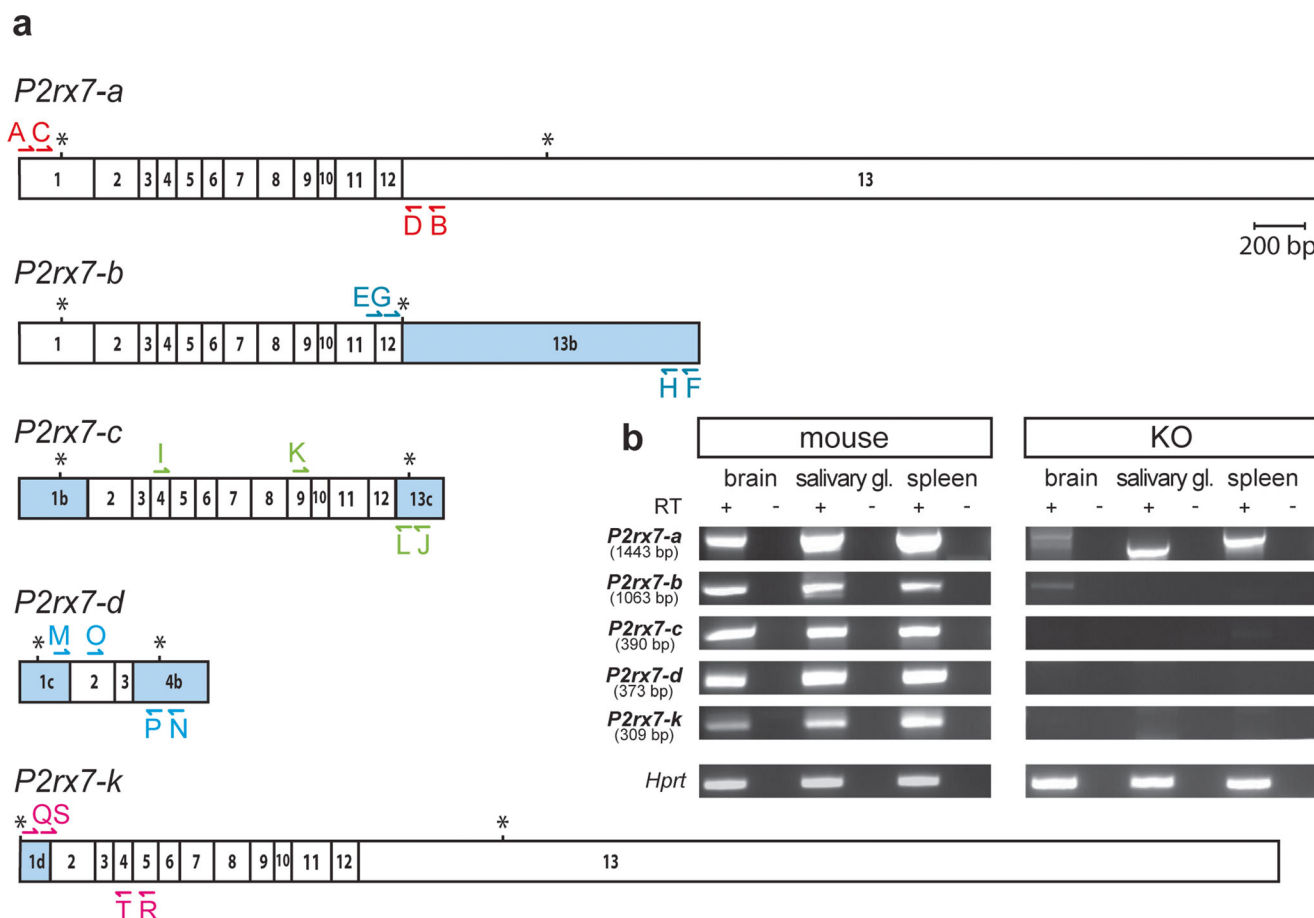 a
P2rx7-a
A C * *
1 2 3 4 5 6 7 8 9 10 11 12 13
D B
200 bp
P2rx7-b
* EG *
1 2 3 4 5 6 7 8 9 10 11 12 13b
H F
P2rx7-c
* I K *
1b 2 3 4 5 6 7 8 9 10 11 12 13c
L J
P2rx7-d
* M O *
1c 2 3 4b
P N
P2rx7-k
* QS *
1d 2 3 4 5 6 7 8 9 10 11 12 13
T R
b
mouse KO
brain salivary gl. spleen brain salivary gl. spleen
RT + - + - + - + - + - + -
P2rx7-a
(1443 bp)
P2rx7-b
(1063 bp)
P2rx7-c
(390 bp)
P2rx7-d
(373 bp)
P2rx7-k
(309 bp)
Hprt